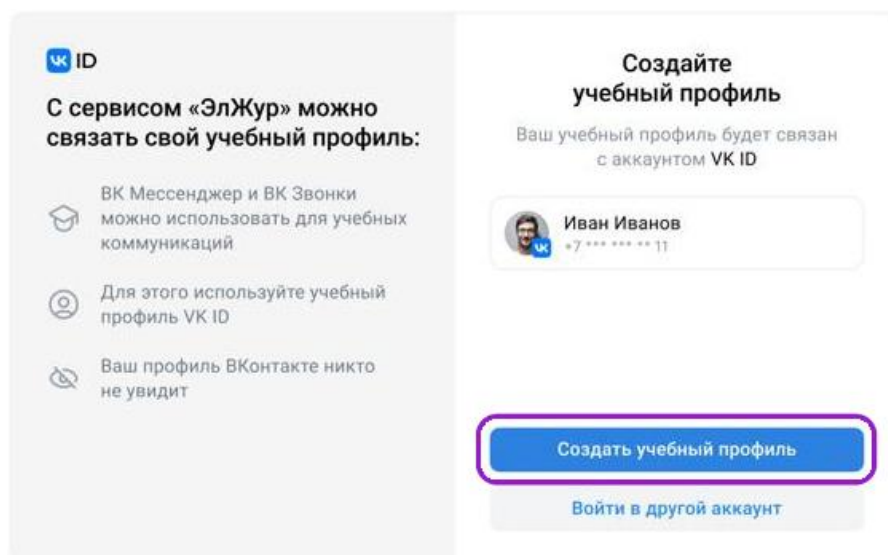 VK ID
С сервисом «ЭлЖур» можно
связать свой учебный профиль:
ВК Мессенджер и ВК Звонки
можно использовать для учебных
коммуникаций
Для этого используйте учебный
профиль VK ID
Ваш профиль ВКонтакте никто
не увидит
Создайте
учебный профиль
Ваш учебный профиль будет связан
с аккаунтом VK ID
Иван Иванов
+7 *** *** ** 11
Создать учебный профиль
Войти в другой аккаунт